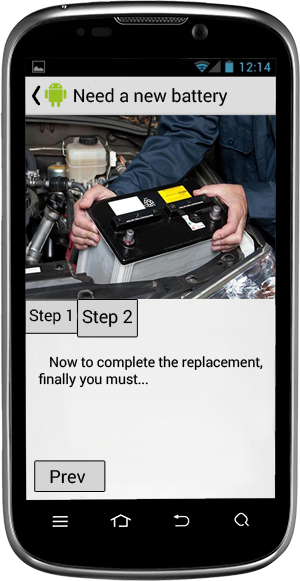 12:14
Need a new battery
Step 1
Step 2
Now to complete the replacement,
finally you must...
Prev